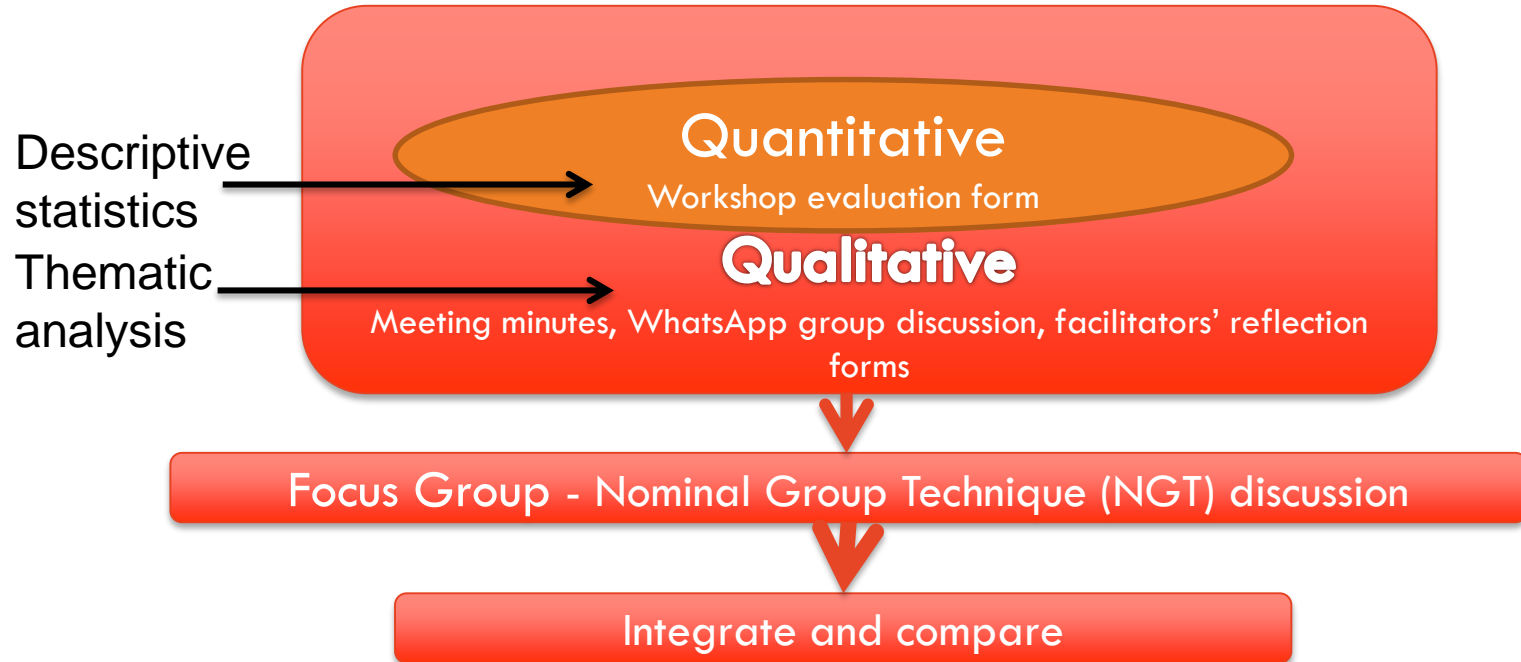 Descriptive
statistics
Thematic
analysis
Quantitative
Workshop evaluation form
Qualitative
Meeting minutes, WhatsApp group discussion, facilitators’ reflection
forms
Focus Group - Nominal Group Technique (NGT) discussion
Integrate and compare